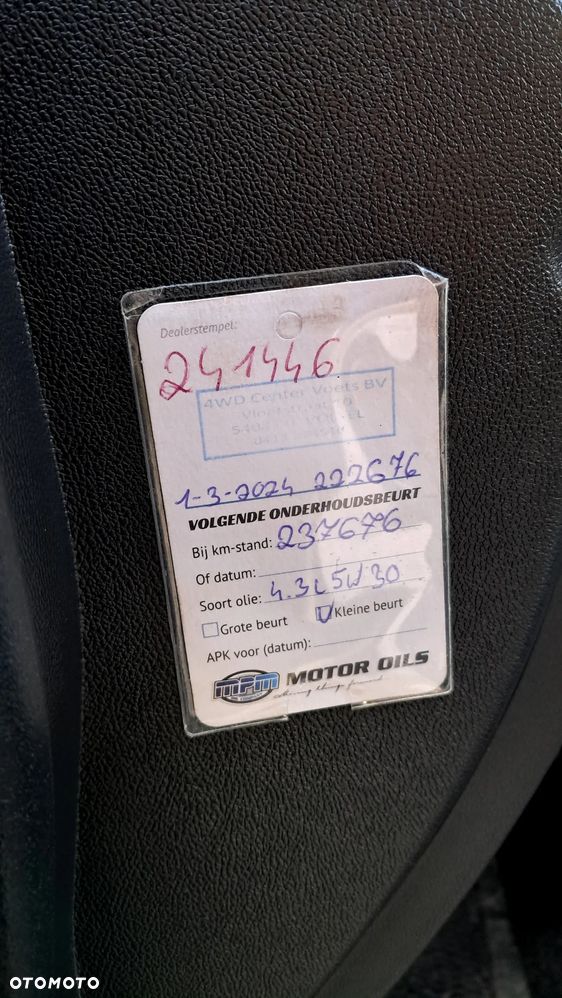 Dealerstempel:
241446
4WD Center Voets BV
1-3-2024 222676
VOLGENDE ONDERHOUDSBEURT
Bij km-stand: 237676
Of datum:
Soort olie: 4.3L 5W30
Grote beurt Kleine beurt
APK voor (datum):
MPM MOTOR OILS
OTOMOTO